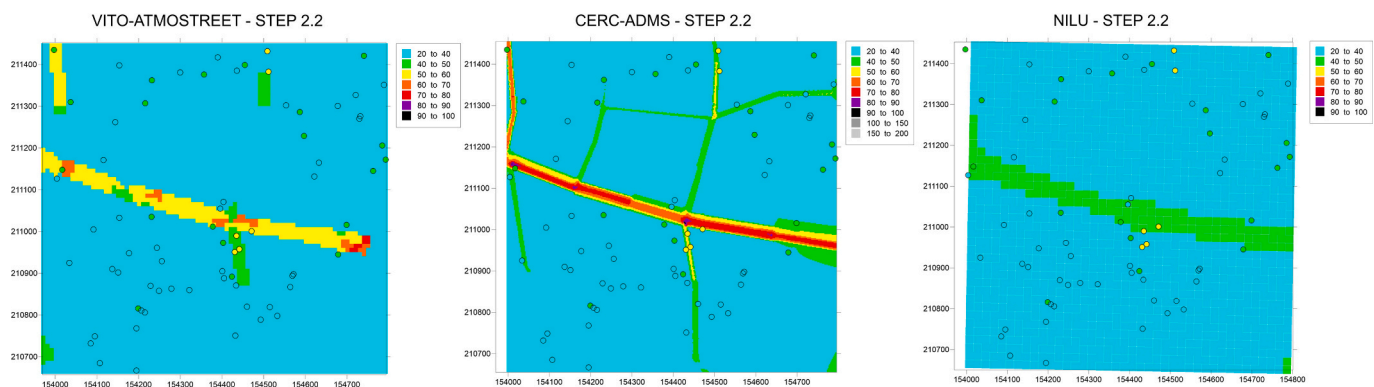 VITO-ATMOSTREET - STEP 2.2
20 to 40
40 to 50
50 to 60
60 to 70
70 to 80
80 to 90
90 to 100
211400
211300
211200
211100
211000
210900
210800
210700
154000 154100 154200 154300 154400 154500 154600 154700
CERC-ADMS - STEP 2.2
20 to 40
40 to 50
50 to 60
60 to 70
70 to 80
80 to 90
90 to 100
100 to 150
150 to 200
211400
211300
211200
211100
211000
210900
210800
210700
154000 154100 154200 154300 154400 154500 154600 154700
NILU - STEP 2.2
20 to 40
40 to 50
50 to 60
60 to 70
70 to 80
80 to 90
90 to 100
211400
211300
211200
211100
211000
210900
210800
210700
154000 154100 154200 154300 154400 154500 154600 154700 154800